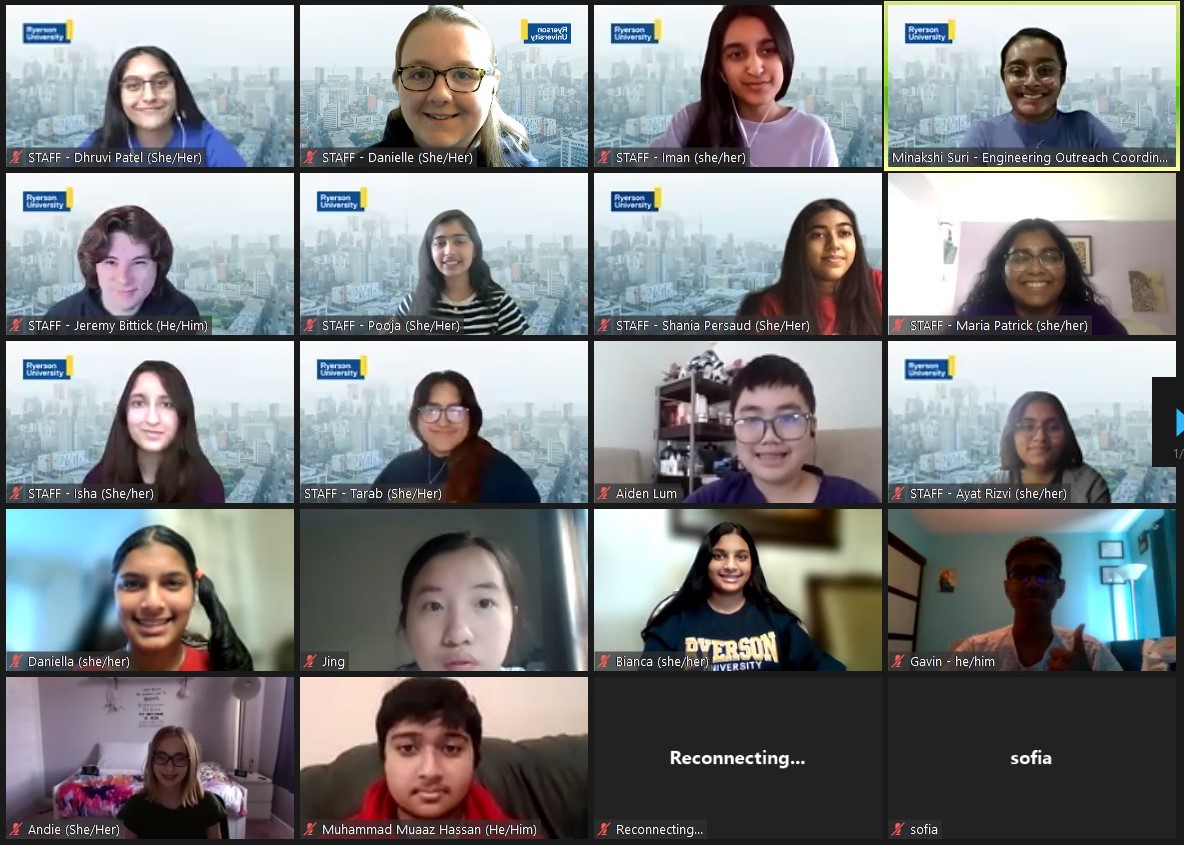 Ryerson
University
STAFF - Dhruvi Patel (She/Her)
Ryerson
University
STAFF - Danielle (She/Her)
Ryerson
University
STAFF - Iman (she/her)
Ryerson
University
Minakshi Suri - Engineering Outreach Coordin...
Ryerson
University
STAFF - Jeremy Bittick (He/Him)
Ryerson
University
STAFF - Pooja (She/Her)
Ryerson
University
STAFF - Shania Persaud (She/Her)
STAFF - Maria Patrick (she/her)
Ryerson
University
STAFF - Isha (She/her)
Ryerson
University
STAFF - Tarab (She/Her)
Aiden Lum
Ryerson
University
STAFF - Ayat Rizvi (she/her)
1/
Daniella (she/her)
Jing
RYERSON
UNIVERSITY
Bianca (she/her)
Gavin - he/him
Andie (She/Her)
Muhammad Muaaz Hassan (He/Him)
Reconnecting...
Reconnecting...
sofia
sofia